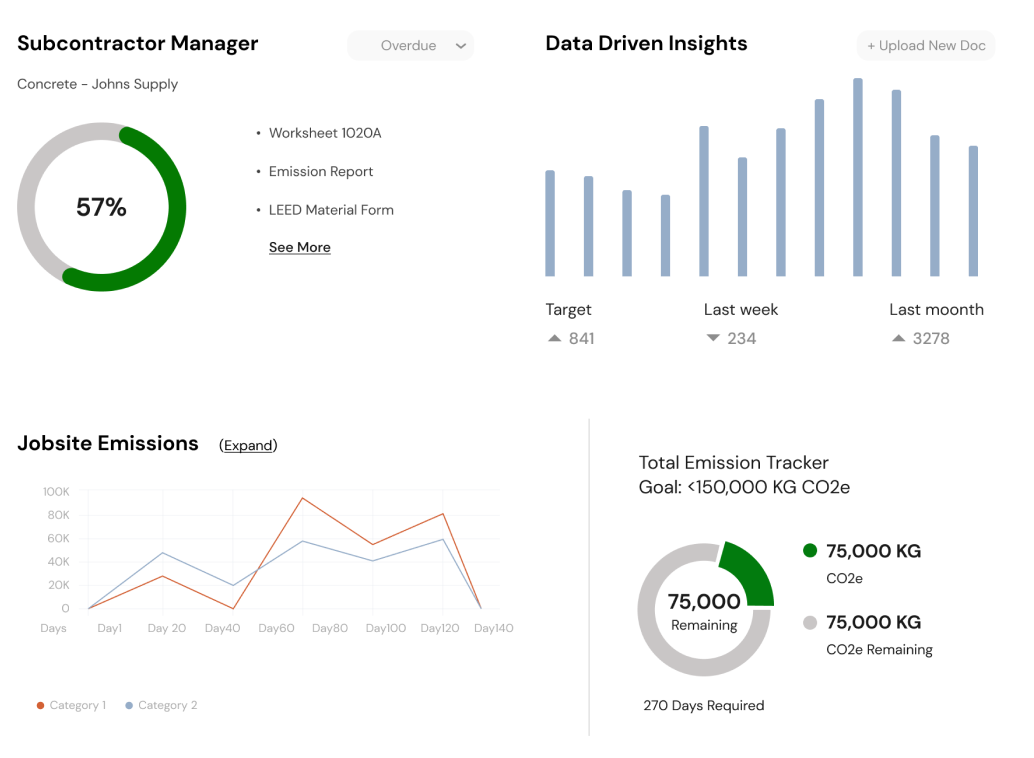 Subcontractor Manager
Overdue
Concrete - Johns Supply
57%
• Worksheet 1020A
• Emission Report
• LEED Material Form
See More
Data Driven Insights
+ Upload New Doc
Target
841
Last week
234
Last moonth
3278
Jobsite Emissions (Expand)
100K
80K
60K
40K
20K
0
Days Day1 Day 20 Day40 Day60 Day80 Day100 Day120 Day140
Category 1 Category 2
Total Emission Tracker
Goal: <150,000 KG CO2e
75,000
Remaining
75,000 KG
CO2e
75,000 KG
CO2e Remaining
270 Days Required